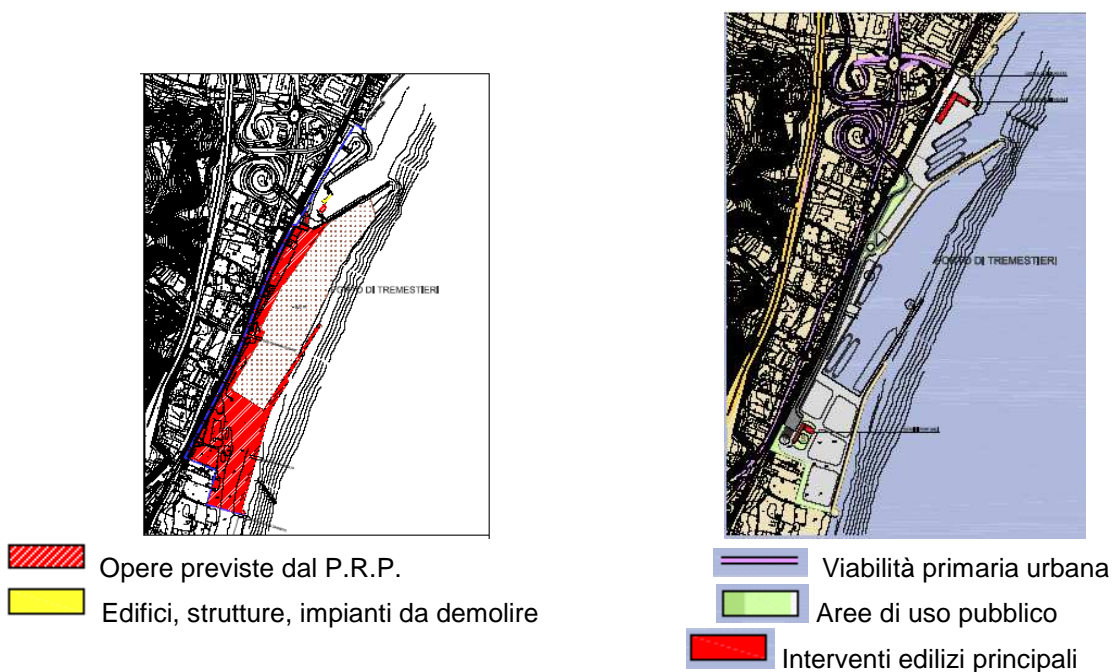 PORTO DI TREMESTIERI
PORTO DI TREMESTIERI
Opere previste dal P.R.P.
Edifici, strutture, impianti da demolire
Viabilità primaria urbana
Aree di uso pubblico
Interventi edilizi principali